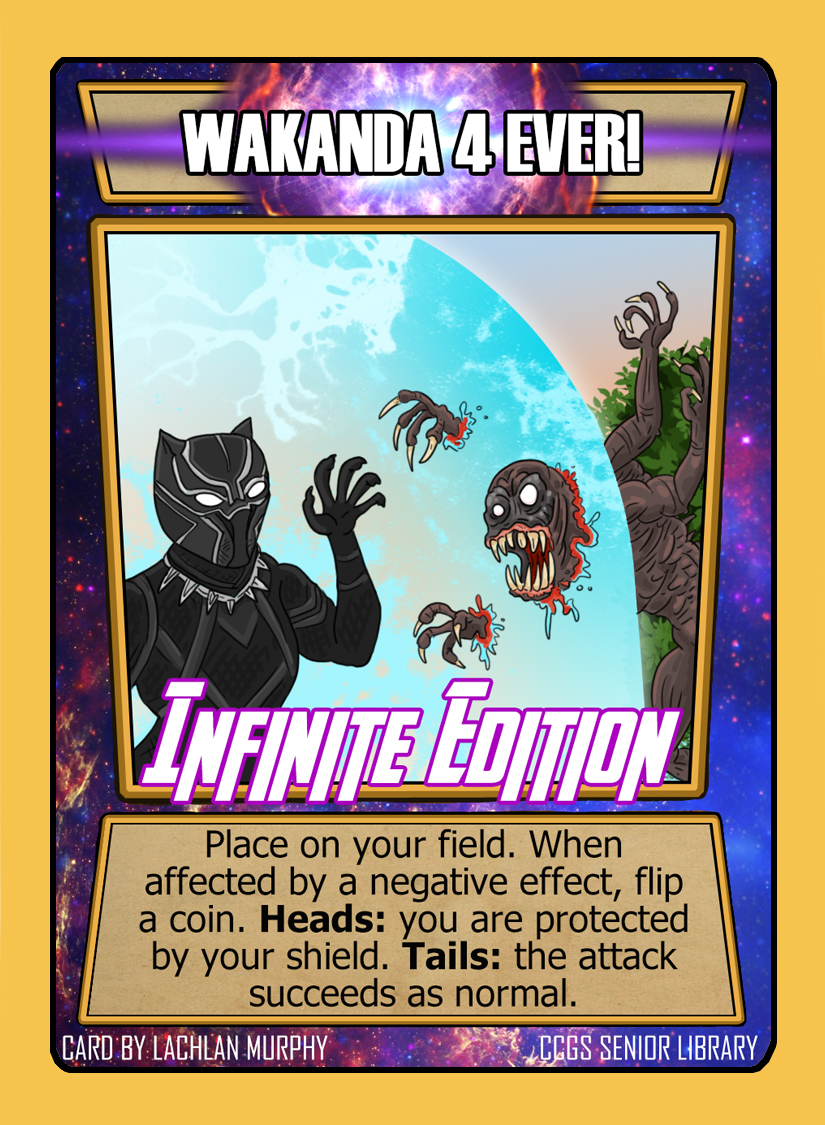 WAKANDA 4 EVER!
INFINITE EDITION
Place on your field. When
affected by a negative effect, flip
a coin. Heads: you are protected
by your shield. Tails: the attack
succeeds as normal.
CARD BY LACHLAN MURPHY
CCGS SENIOR LIBRARY